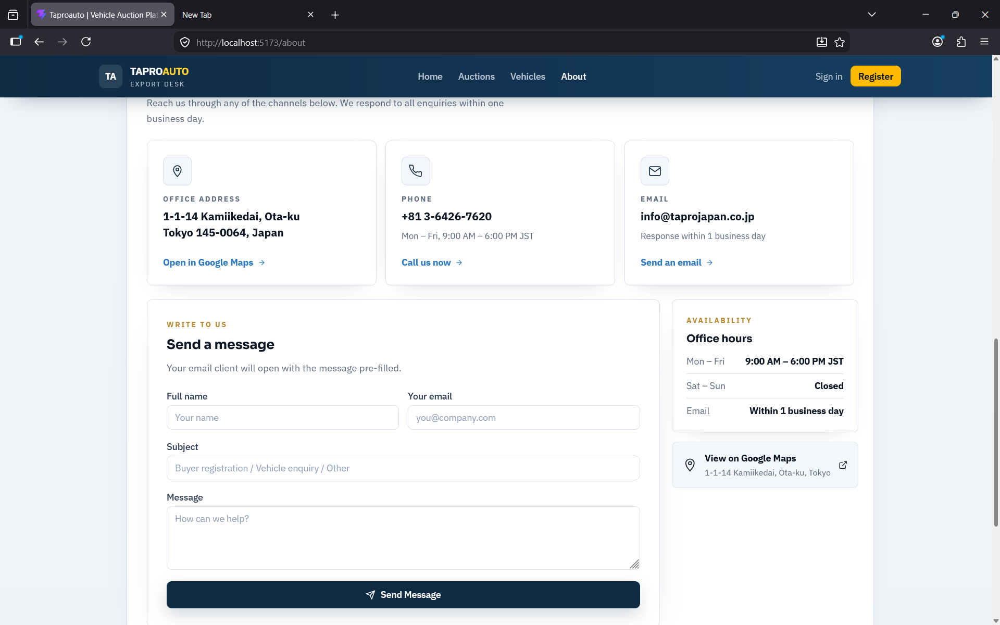 Taproauto | Vehicle Auction Plat
New Tab
http://localhost:5173/about
TA
TAPROAUTO
EXPORT DESK
Home
Auctions
Vehicles
About
Sign in
Register
Reach us through any of the channels below. We respond to all enquiries within one
business day.
OFFICE ADDRESS
1-1-14 Kamiikedai, Ota-ku
Tokyo 145-0064, Japan
Open in Google Maps →
PHONE
+81 3-6426-7620
Mon – Fri, 9:00 AM – 6:00 PM JST
Call us now →
EMAIL
info@taprojapan.co.jp
Response within 1 business day
Send an email →
WRITE TO US
Send a message
Your email client will open with the message pre-filled.
Full name
Your name
Your email
you@company.com
Subject
Buyer registration / Vehicle enquiry / Other
Message
How can we help?
Send Message
AVAILABILITY
Office hours
Mon – Fri 9:00 AM – 6:00 PM JST
Sat – Sun Closed
Email Within 1 business day
View on Google Maps
1-1-14 Kamiikedai, Ota-ku, Tokyo